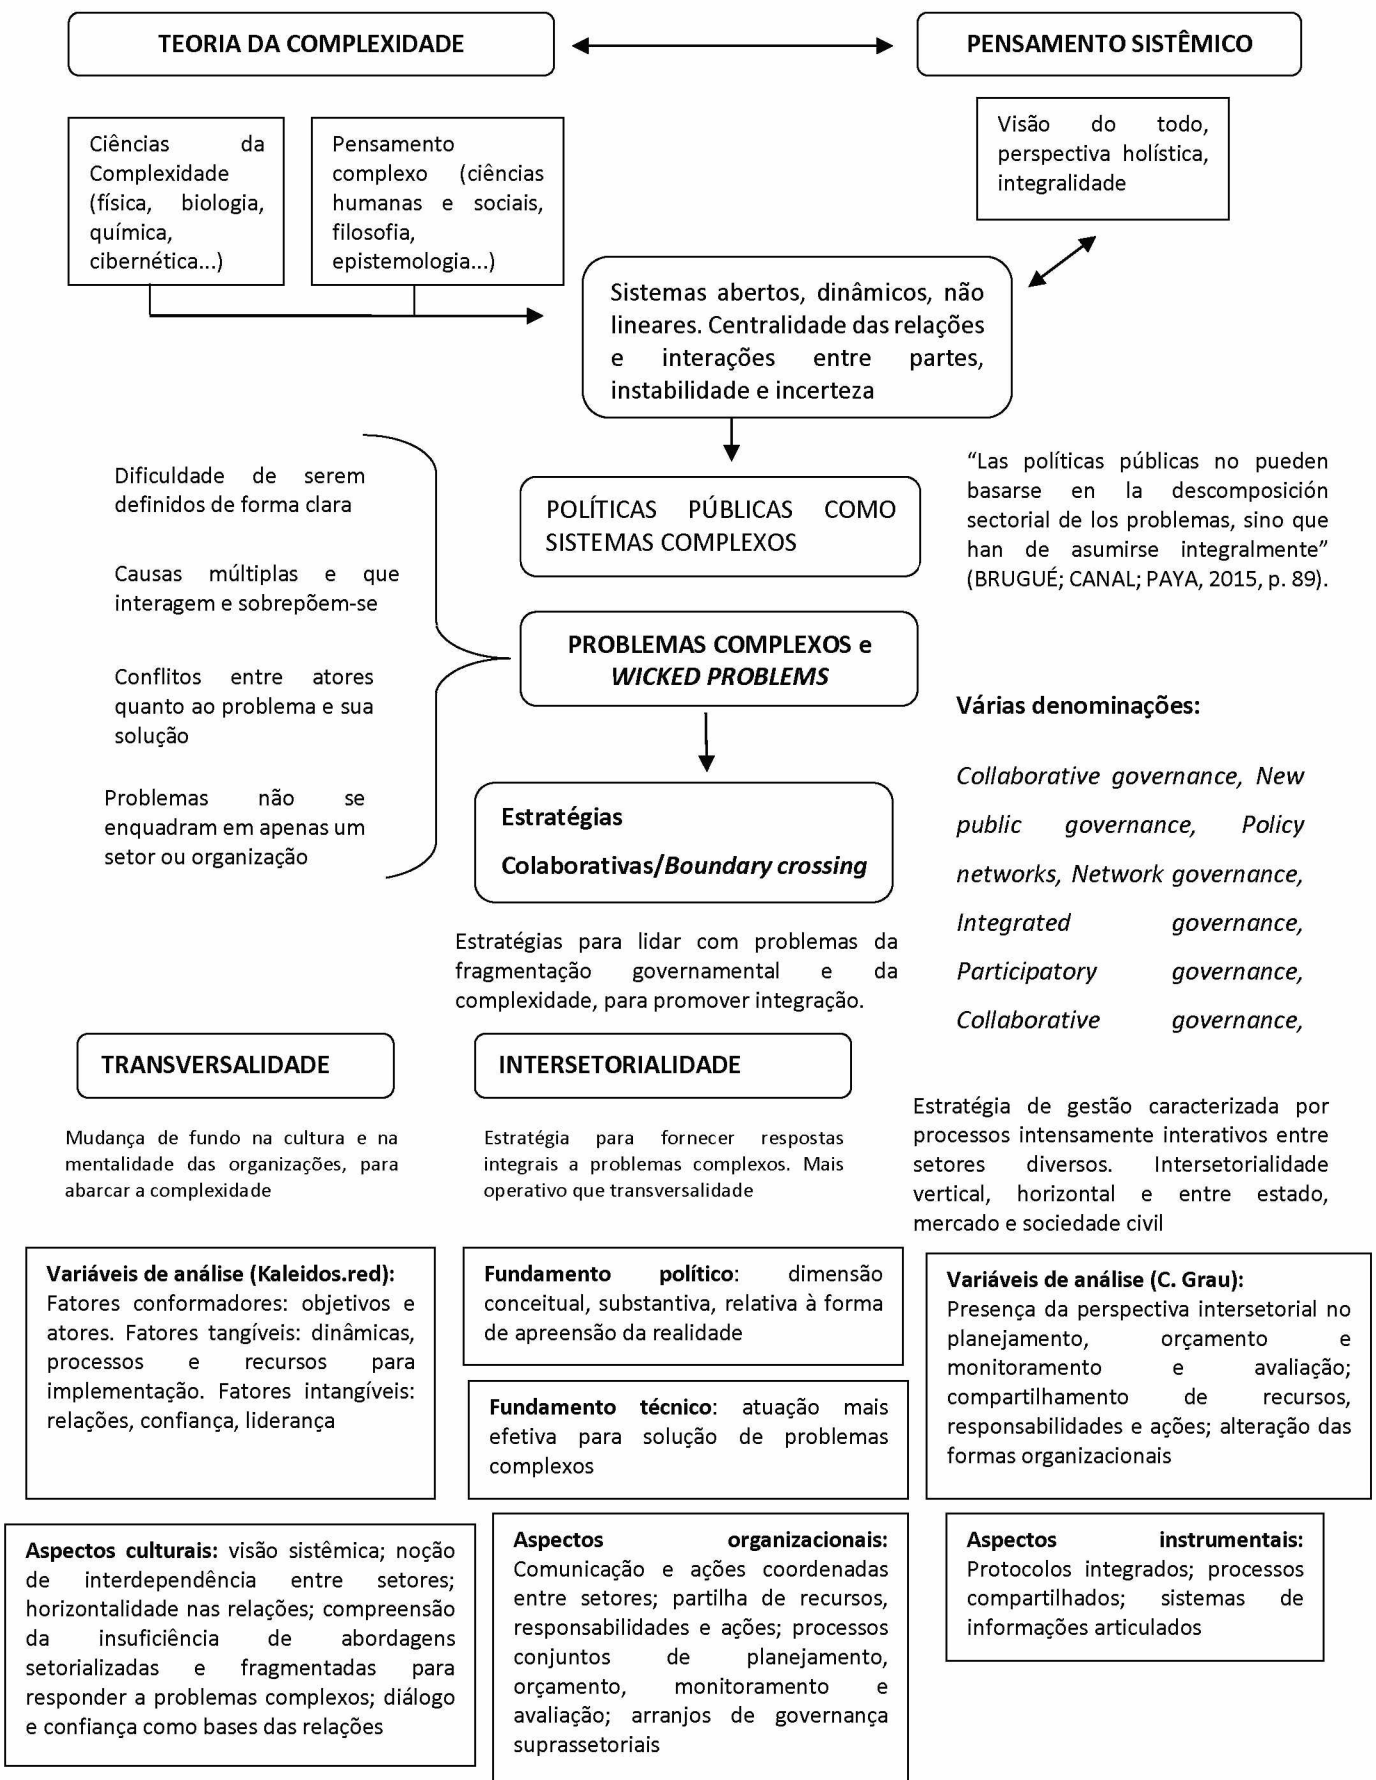 TEORIA DA COMPLEXIDADE
PENSAMENTO SISTÊMICO
Ciências da
Complexidade
(física, biologia,
química,
cibernética...)
Pensamento
complexo (ciências
humanas e sociais,
filosofia,
epistemologia...)
Visão do todo,
perspectiva holística,
integralidade
Sistemas abertos, dinâmicos, não
lineares. Centralidade das relações
e interações entre partes,
instabilidade e incerteza
Dificuldade de serem
definidos de forma clara
Causas múltiplas e que
interagem e sobrepõem-se
Conflitos entre atores
quanto ao problema e sua
solução
Problemas não se
enquadram em apenas um
setor ou organização
POLÍTICAS PÚBLICAS COMO
SISTEMAS COMPLEXOS
“Las políticas públicas no pueden
basarse en la descomposición
sectorial de los problemas, sino que
han de asumirse integralmente”
(BRUGUÉ; CANAL; PAYA, 2015, p. 89).
PROBLEMAS COMPLEXOS e
WICKED PROBLEMS
Estratégias
Colaborativas/Boundary crossing
Estratégias para lidar com problemas da
fragmentação governamental e da
complexidade, para promover integração.
Várias denominações:
Collaborative governance, New
public governance, Policy
networks, Network governance,
Integrated governance,
Participatory governance,
Collaborative governance,
TRANSVERSALIDADE
Mudança de fundo na cultura e na
mentalidade das organizações, para
abarcar a complexidade
INTERSETORIALIDADE
Estratégia para fornecer respostas
integrais a problemas complexos. Mais
operativo que transversalidade
Estratégia de gestão caracterizada por
processos intensamente interativos entre
setores diversos. Intersetorialidade
vertical, horizontal e entre estado,
mercado e sociedade civil
Variáveis de análise (Kaleidos.red):
Fatores conformadores: objetivos e
atores. Fatores tangíveis: dinâmicas,
processos e recursos para
implementação. Fatores intangíveis:
relações, confiança, liderança
Fundamento político: dimensão
conceitual, substantiva, relativa à forma
de apreensão da realidade
Fundamento técnico: atuação mais
efetiva para solução de problemas
complexos
Variáveis de análise (C. Grau):
Presença da perspectiva intersetorial no
planejamento, orçamento e
monitoramento e avaliação;
compartilhamento de recursos,
responsabilidades e ações; alteração das
formas organizacionais
Aspectos culturais: visão sistêmica; noção
de interdependência entre setores;
horizontalidade nas relações; compreensão
da insuficiência de abordagens
setorializadas e fragmentadas para
responder a problemas complexos; diálogo
e confiança como bases das relações
Aspectos organizacionais:
Comunicação e ações coordenadas
entre setores; partilha de recursos,
responsabilidades e ações; processos
conjuntos de planejamento,
orçamento, monitoramento e
avaliação; arranjos de governança
suprassetoriais
Aspectos instrumentais:
Protocolos integrados; processos
compartilhados; sistemas de
informações articulados